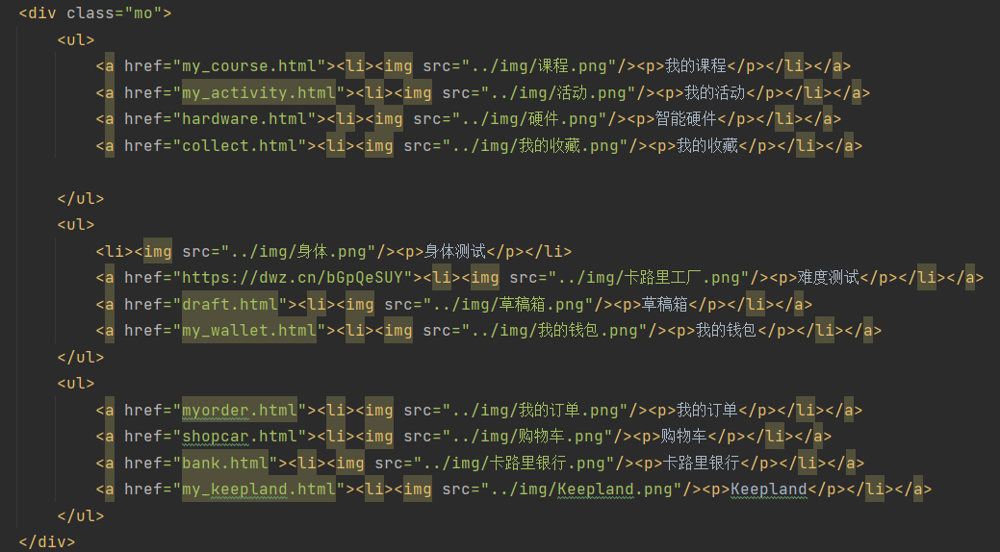 <div class="mo">
<ul>
<a href="my_course.html"><li><img src="../img/课程.png"/><p>我的课程</p></li></a>
<a href="my_activity.html"><li><img src="../img/活动.png"/><p>我的活动</p></li></a>
<a href="hardware.html"><li><img src="../img/硬件.png"/><p>智能硬件</p></li></a>
<a href="collect.html"><li><img src="../img/我的收藏.png"/><p>我的收藏</p></li></a>
</ul>
<ul>
<li><img src="../img/身体.png"/><p>身体测试</p></li>
<a href="https://dwz.cn/bGpQeSUY"><li><img src="../img/卡路里工厂.png"/><p>难度测试</p></li></a>
<a href="draft.html"><li><img src="../img/草稿箱.png"/><p>草稿箱</p></li></a>
<a href="my_wallet.html"><li><img src="../img/我的钱包.png"/><p>我的钱包</p></li></a>
</ul>
<ul>
<a href="myorder.html"><li><img src="../img/我的订单.png"/><p>我的订单</p></li></a>
<a href="shopcar.html"><li><img src="../img/购物车.png"/><p>购物车</p></li></a>
<a href="bank.html"><li><img src="../img/卡路里银行.png"/><p>卡路里银行</p></li></a>
<a href="my_keepland.html"><li><img src="../img/Keepland.png"/><p>Keepland</p></li></a>
</ul>
</div>